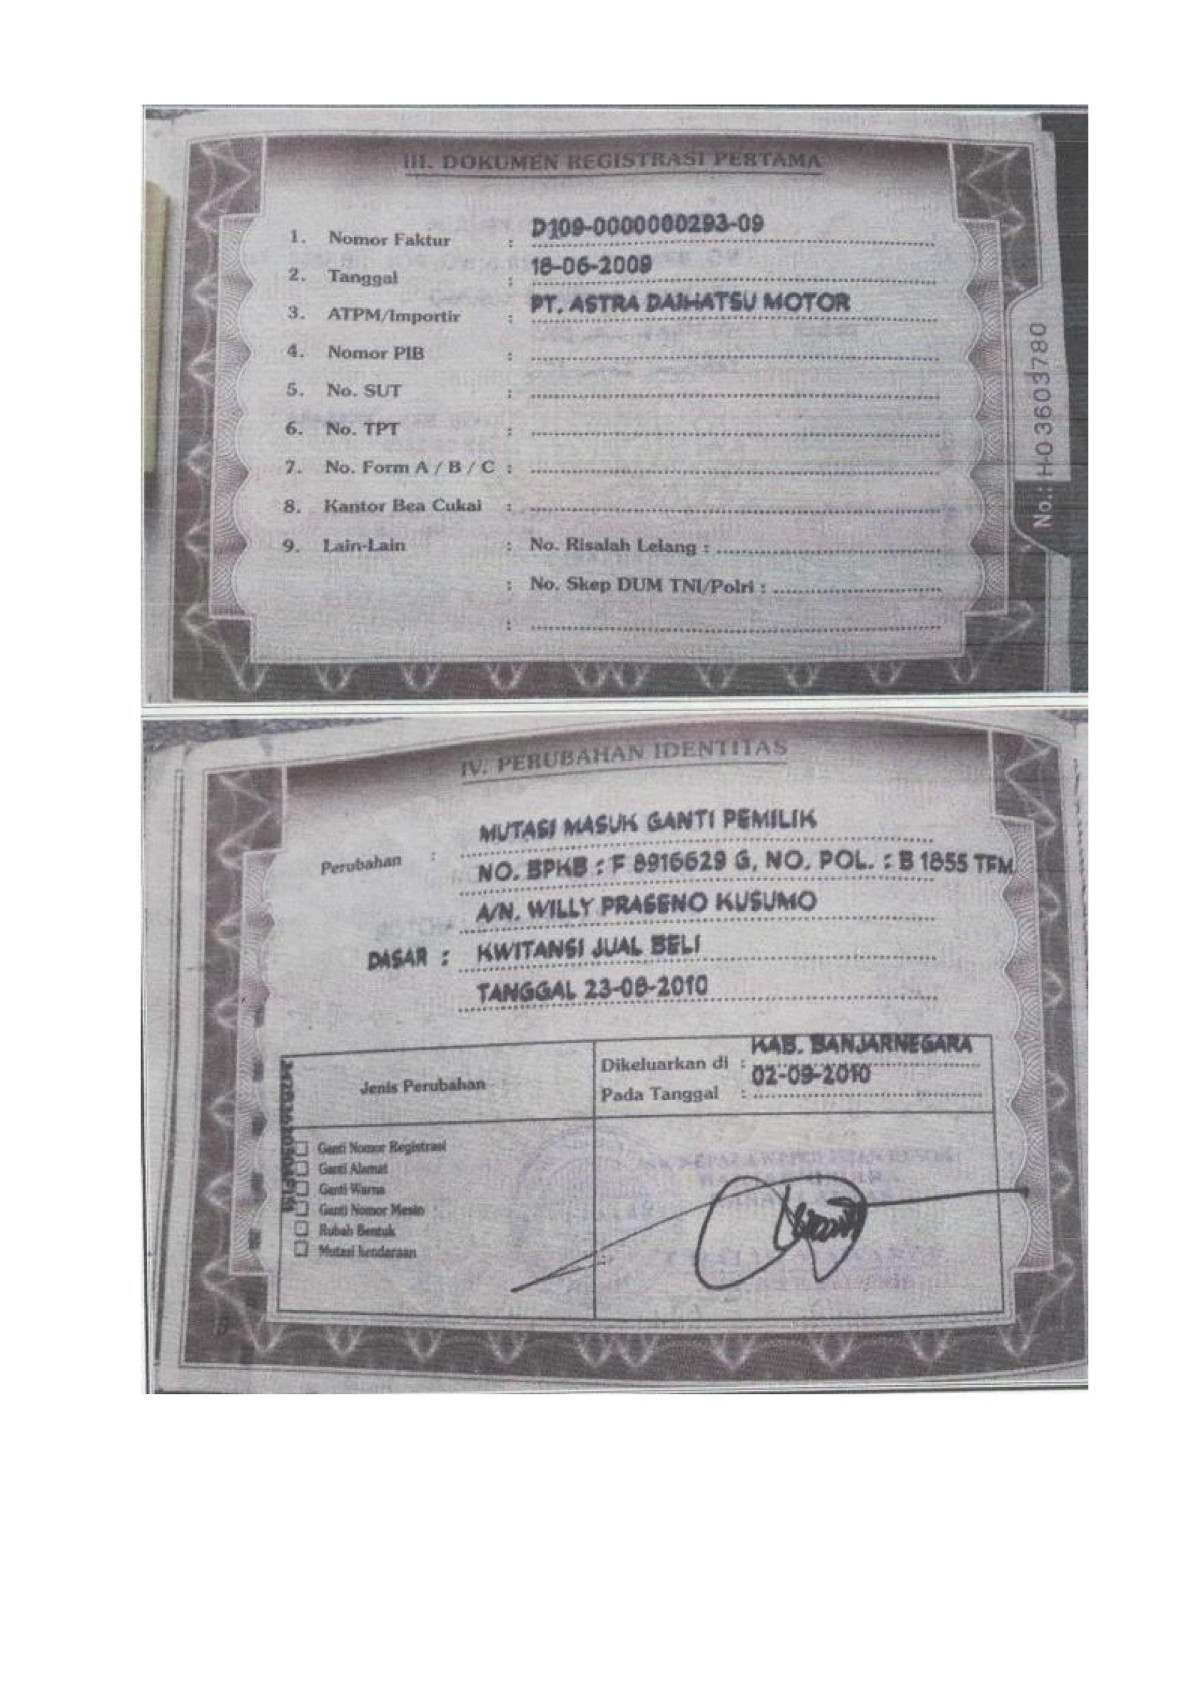 III. DOKUMEN REGISTRASI PERTAMA
1. Nomor Faktur : D109-0000000293-09
2. Tanggal : 18-06-2009
3. ATPM/Importir : PT. ASTRA DAIHATSU MOTOR
4. Nomor PIB :
5. No. SUT :
6. No. TPT :
7. No. Form A / B / C :
8. Kantor Bea Cukai :
9. Lain-Lain : No. Risalah Lelang :
: No. Skep DUM TNI/Polri :
:
No.: H-0 3603780
IV. PERUBAHAN IDENTITAS
Perubahan : MUTASI MASUK GANTI PEMILIK
NO. BPKB : F 8916629 G, NO. POL. : B 1855 TFM
A/N. WILLY PRASENO KUSUMO
DASAR : KWITANSI JUAL BELI
TANGGAL 23-08-2010
Jenis Perubahan
Dikeluarkan di : KAB. BANJARNEGARA
Pada Tanggal : 02-09-2010
Ganti Nomor Registrasi
Ganti Alamat
Ganti Warna
Ganti Nomor Mesin
Rubah Bentuk
Mutasi kendaraan